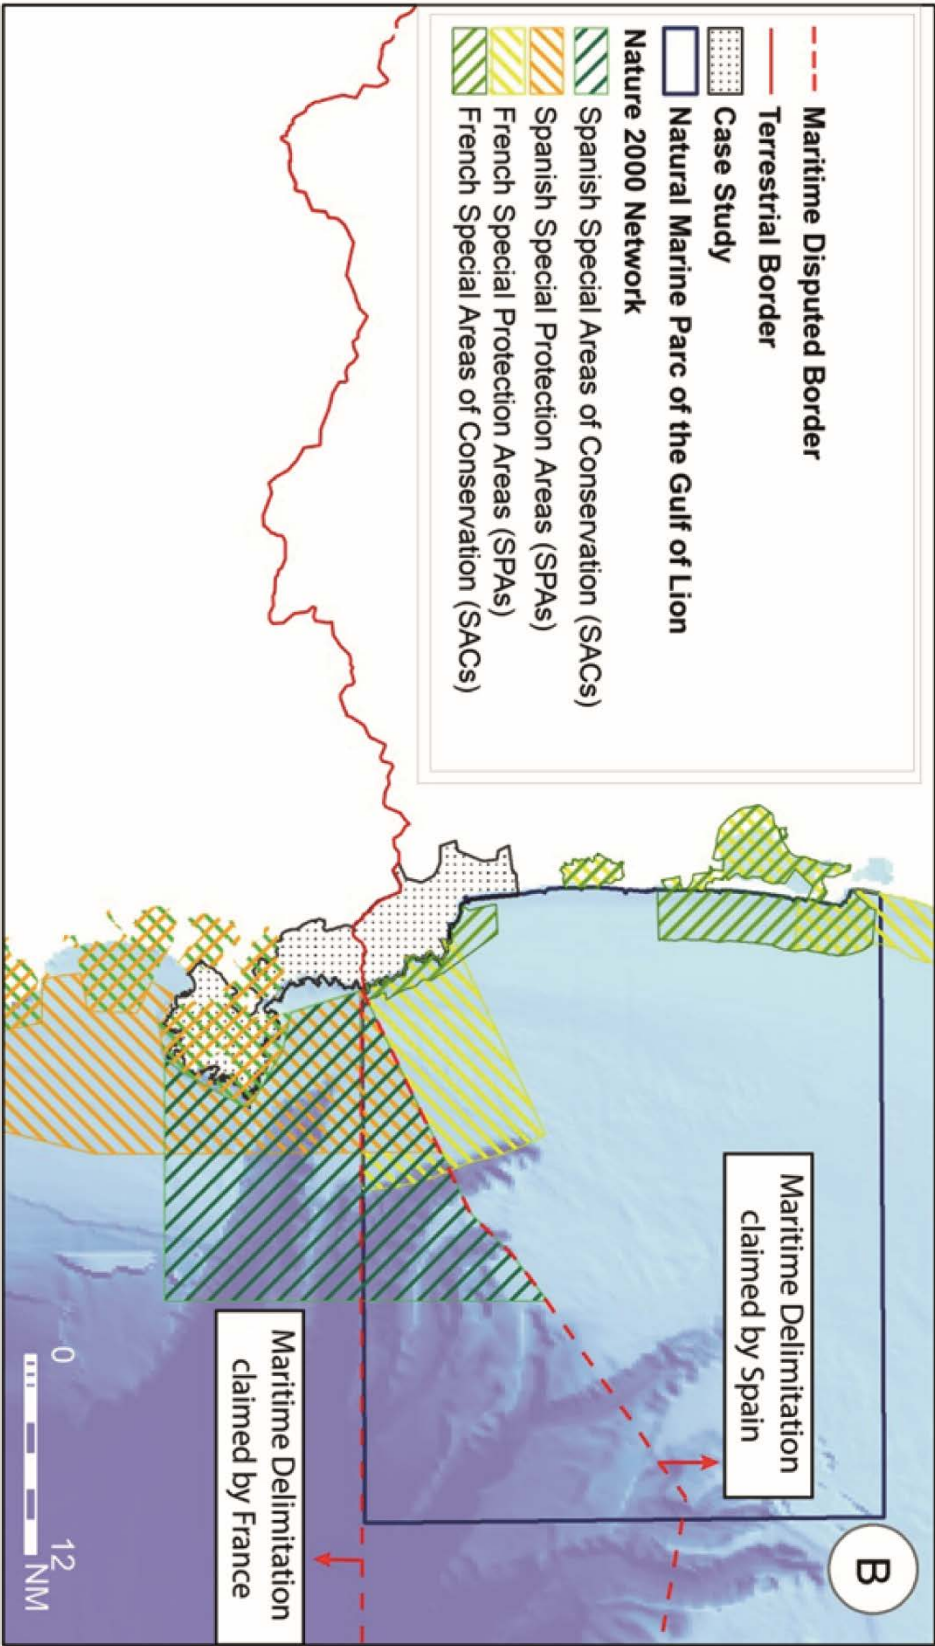 Maritime Disputed Border
Terrestrial Border
Case Study
Natural Marine Parc of the Gulf of Lion
Nature 2000 Network
Spanish Special Areas of Conservation (SACs)
Spanish Special Protection Areas (SPAs)
French Special Protection Areas (SPAs)
French Special Areas of Conservation (SACs)
B
Maritime Delimitation
claimed by Spain
Maritime Delimitation
claimed by France
0 12
NM